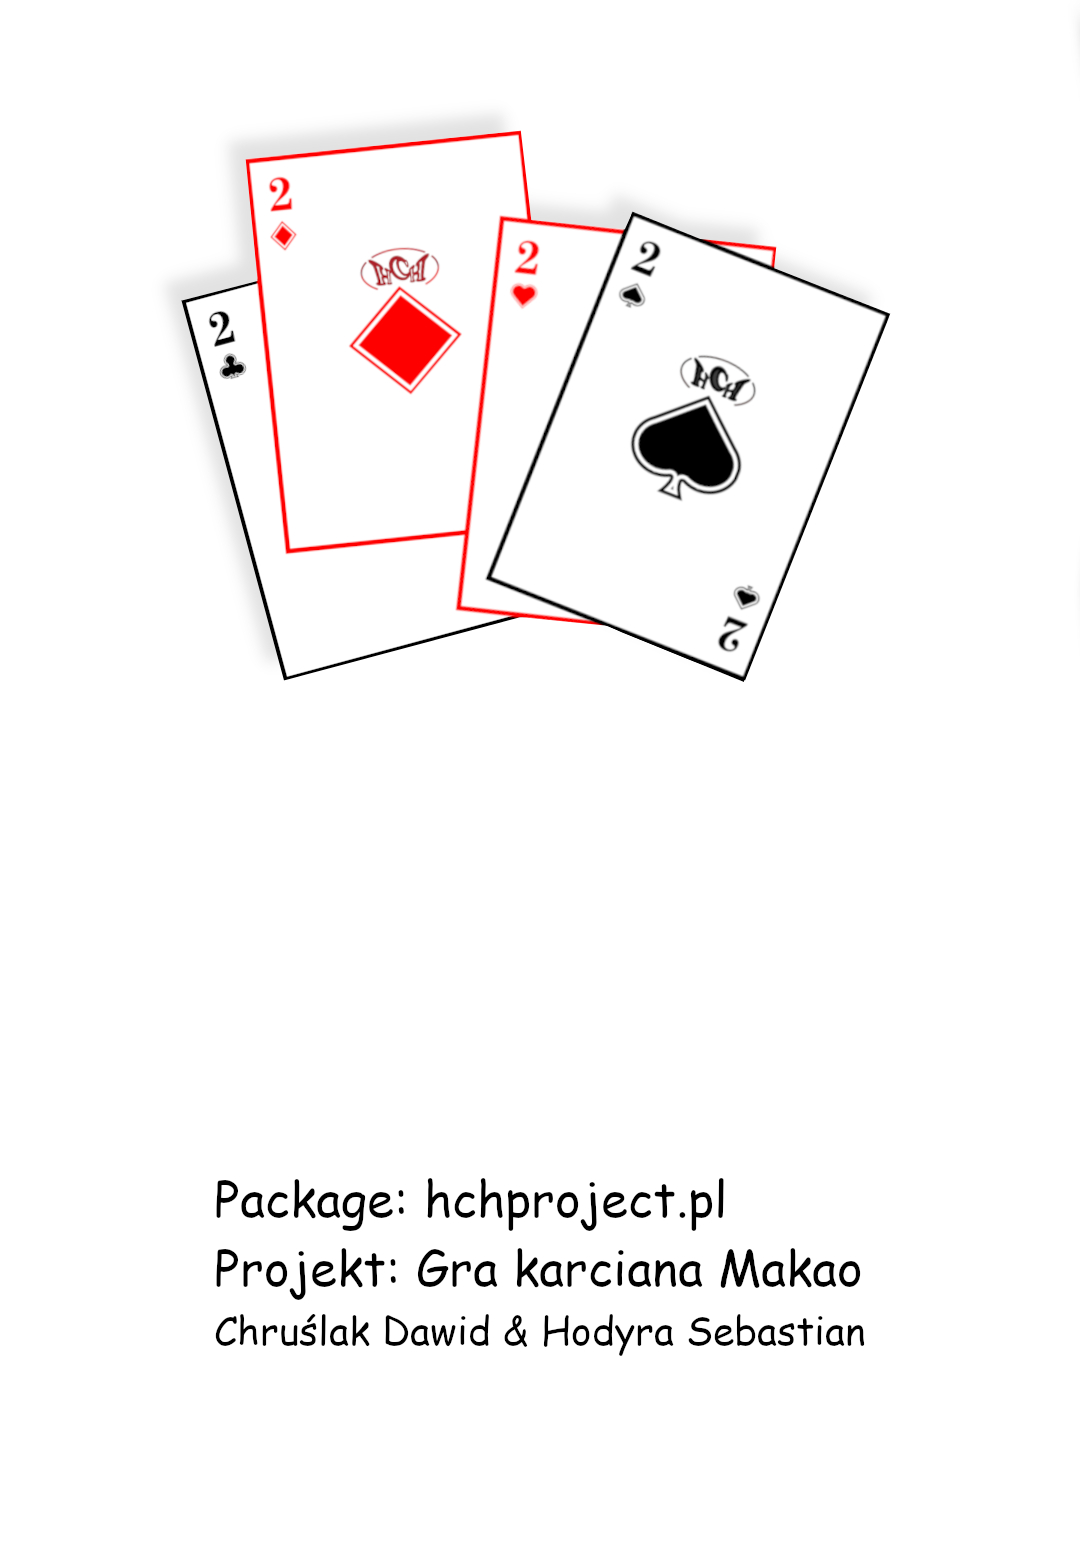 2
2
HCH
2
2
HCH
2
Package: hchproject.pl
Projekt: Gra karciana Makao
Chruślak Dawid & Hodyra Sebastian